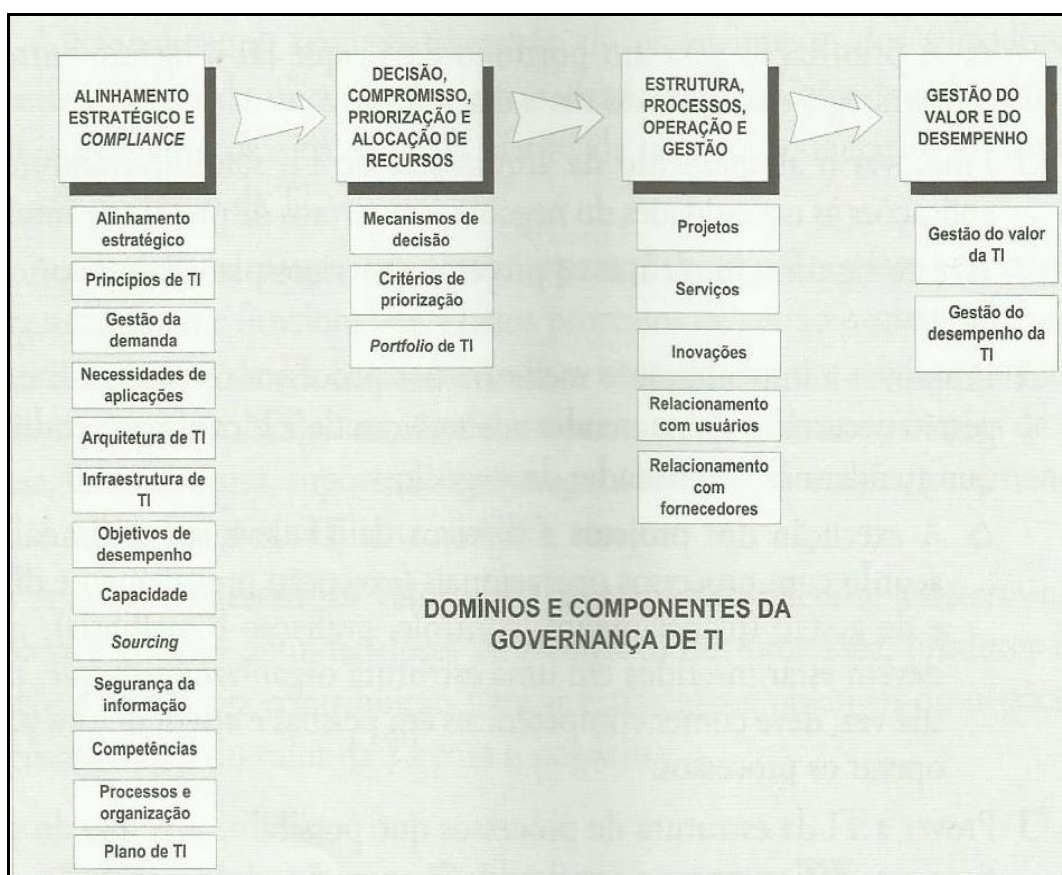 ALINHAMENTO
ESTRATÉGICO E
COMPLIANCE
Alinhamento
estratégico
Princípios de TI
Gestão da
demanda
Necessidades de
aplicações
Arquitetura de TI
Infraestrutura de
TI
Objetivos de
desempenho
Capacidade
Sourcing
Segurança da
informação
Competências
Processos e
organização
Plano de TI
DECISÃO,
COMPROMISSO,
PRIORIZAÇÃO E
ALOCAÇÃO DE
RECURSOS
Mecanismos de
decisão
Critérios de
priorização
Portfolio de TI
ESTRUTURA,
PROCESSOS,
OPERAÇÃO E
GESTÃO
Projetos
Serviços
Inovações
Relacionamento
com usuários
Relacionamento
com
fornecedores
GESTÃO DO
VALOR E DO
DESEMPENHO
Gestão do valor
da TI
Gestão do
desempenho da
TI
DOMÍNIOS E COMPONENTES DA
GOVERNANÇA DE TI